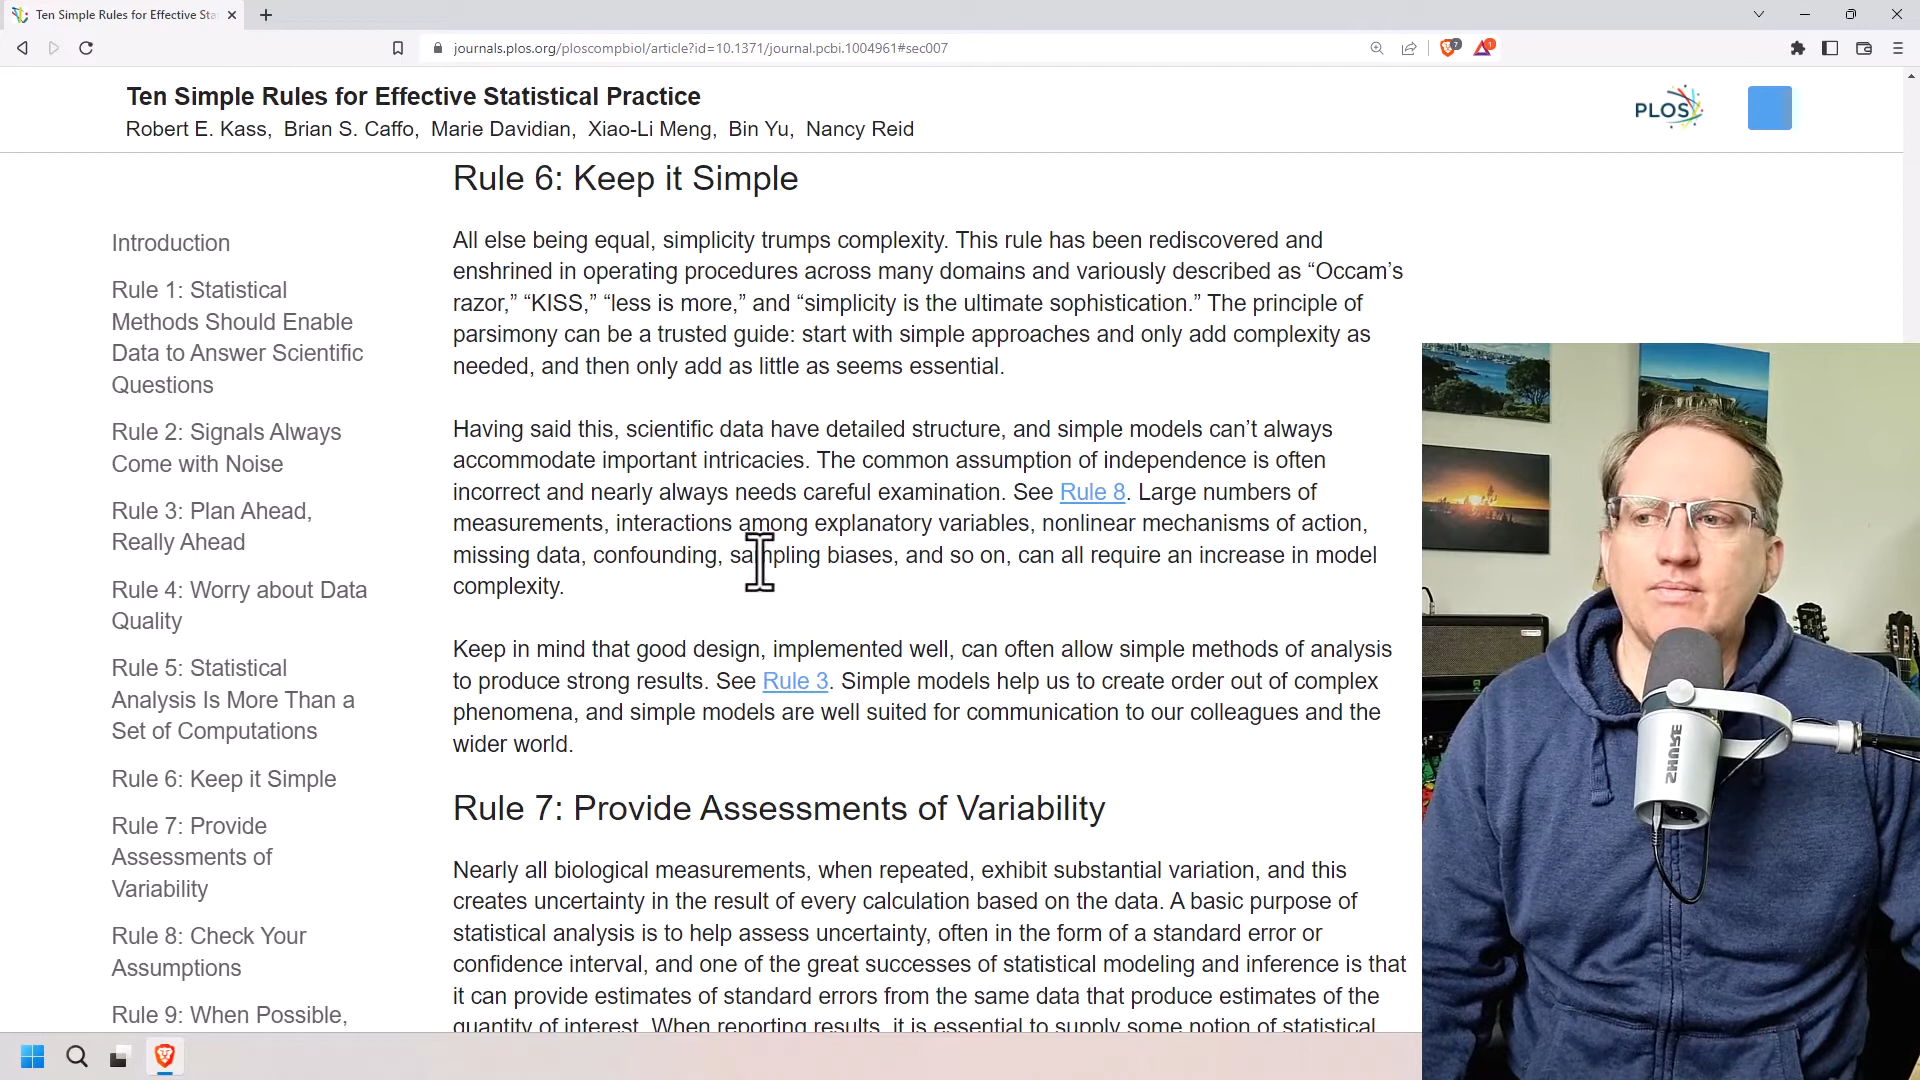 Ten Simple Rules for Effective Sta
journals.plos.org/ploscompbiol/article?id=10.1371/journal.pcbi.1004961#sec007
7
1
Ten Simple Rules for Effective Statistical Practice
Robert E. Kass, Brian S. Caffo, Marie Davidian, Xiao-Li Meng, Bin Yu, Nancy Reid
PLOS
Introduction
Rule 1: Statistical
Methods Should Enable
Data to Answer Scientific
Questions
Rule 2: Signals Always
Come with Noise
Rule 3: Plan Ahead,
Really Ahead
Rule 4: Worry about Data
Quality
Rule 5: Statistical
Analysis Is More Than a
Set of Computations
Rule 6: Keep it Simple
Rule 7: Provide
Assessments of
Variability
Rule 8: Check Your
Assumptions
Rule 9: When Possible,
Rule 6: Keep it Simple
All else being equal, simplicity trumps complexity. This rule has been rediscovered and
enshrined in operating procedures across many domains and variously described as “Occam’s
razor,” “KISS,” “less is more,” and “simplicity is the ultimate sophistication.” The principle of
parsimony can be a trusted guide: start with simple approaches and only add complexity as
needed, and then only add as little as seems essential.
Having said this, scientific data have detailed structure, and simple models can’t always
accommodate important intricacies. The common assumption of independence is often
incorrect and nearly always needs careful examination. See Rule 8. Large numbers of
measurements, interactions among explanatory variables, nonlinear mechanisms of action,
missing data, confounding, sampling biases, and so on, can all require an increase in model
complexity.
Keep in mind that good design, implemented well, can often allow simple methods of analysis
to produce strong results. See Rule 3. Simple models help us to create order out of complex
phenomena, and simple models are well suited for communication to our colleagues and the
wider world.
Rule 7: Provide Assessments of Variability
Nearly all biological measurements, when repeated, exhibit substantial variation, and this
creates uncertainty in the result of every calculation based on the data. A basic purpose of
statistical analysis is to help assess uncertainty, often in the form of a standard error or
confidence interval, and one of the great successes of statistical modeling and inference is that
it can provide estimates of standard errors from the same data that produce estimates of the
quantity of interest. When reporting results, it is essential to supply some notion of statistical
SHURE